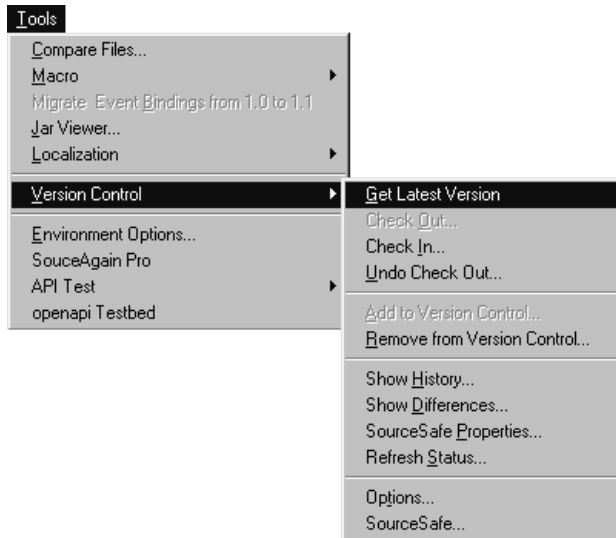 Tools
Compare Files...
Macro
Migrate Event Bindings from 1.0 to 1.1
Jar Viewer...
Localization
Version Control
Environment Options...
SouceAgain Pro
API Test
openapi Testbed
Get Latest Version
Check Out...
Check In...
Undo Check Out...
Add to Version Control...
Remove from Version Control...
Show History...
Show Differences...
SourceSafe Properties...
Refresh Status...
Options...
SourceSafe...